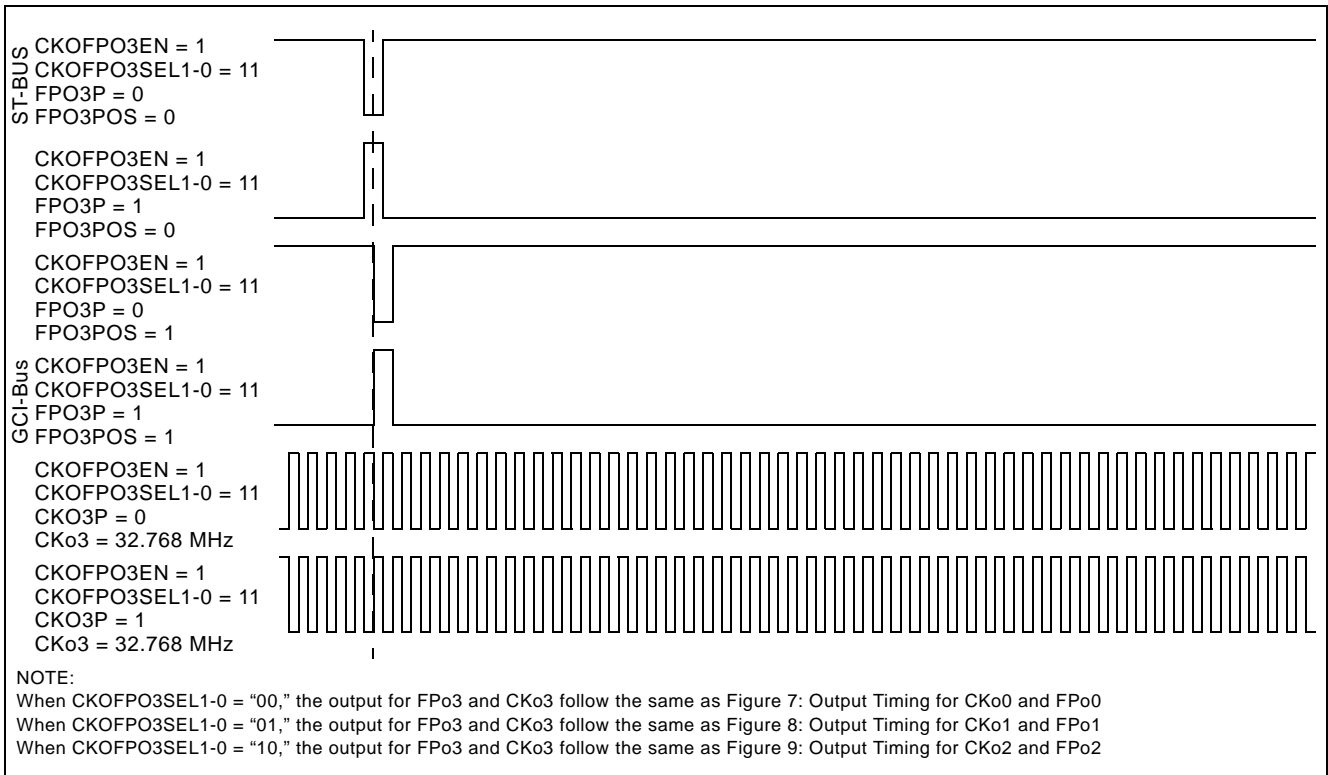 ST-BUS
CKOFPO3EN = 1
CKOFPO3SEL1-0 = 11
FPO3P = 0
FPO3POS = 0
CKOFPO3EN = 1
CKOFPO3SEL1-0 = 11
FPO3P = 1
FPO3POS = 0
CKOFPO3EN = 1
CKOFPO3SEL1-0 = 11
FPO3P = 0
FPO3POS = 1
GCI-Bus
CKOFPO3EN = 1
CKOFPO3SEL1-0 = 11
FPO3P = 1
FPO3POS = 1
CKOFPO3EN = 1
CKOFPO3SEL1-0 = 11
CKO3P = 0
CKo3 = 32.768 MHz
CKOFPO3EN = 1
CKOFPO3SEL1-0 = 11
CKO3P = 1
CKo3 = 32.768 MHz
NOTE:
When CKOFPO3SEL1-0 = “00,” the output for FPo3 and CKo3 follow the same as Figure 7: Output Timing for CKo0 and FPo0
When CKOFPO3SEL1-0 = “01,” the output for FPo3 and CKo3 follow the same as Figure 8: Output Timing for CKo1 and FPo1
When CKOFPO3SEL1-0 = “10,” the output for FPo3 and CKo3 follow the same as Figure 9: Output Timing for CKo2 and FPo2